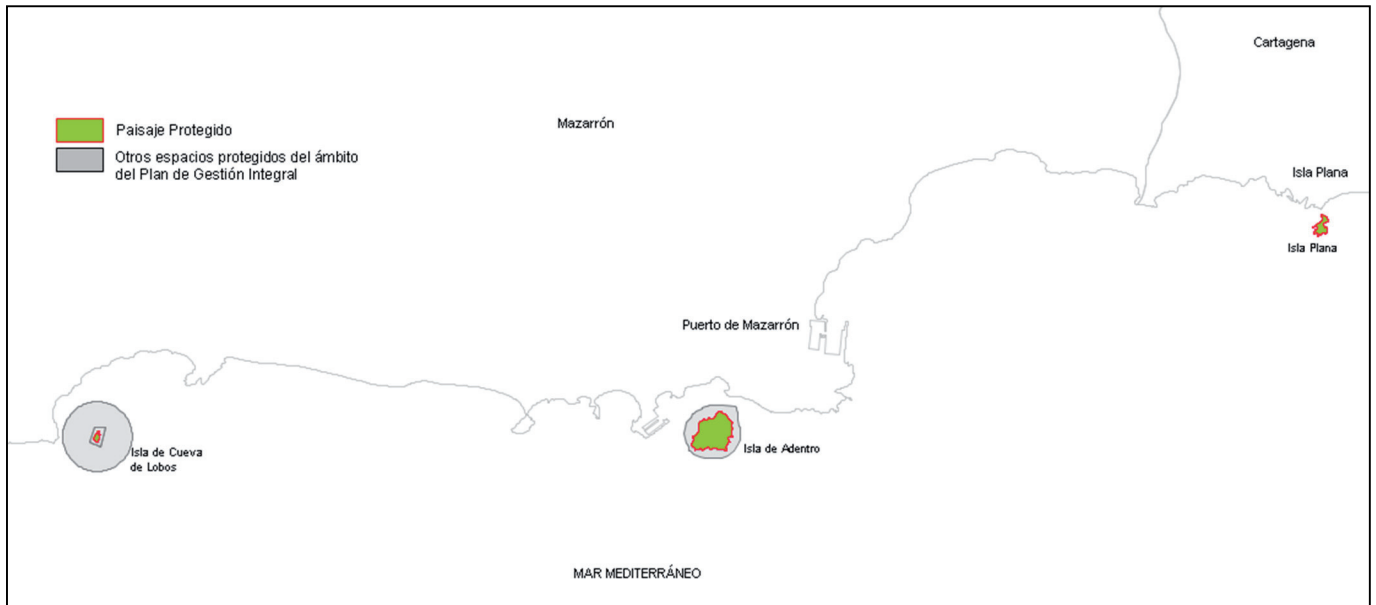 Cartagena
Paisaje Protegido
Mazarrón
Otros espacios protegidos del ámbito
del Plan de Gestión Integral
Isla Plana
Isla Plana
Puerto de Mazarrón
Isla de Cueva
de Lobos
Isla de Adentro
MAR MEDITERRÁNEO